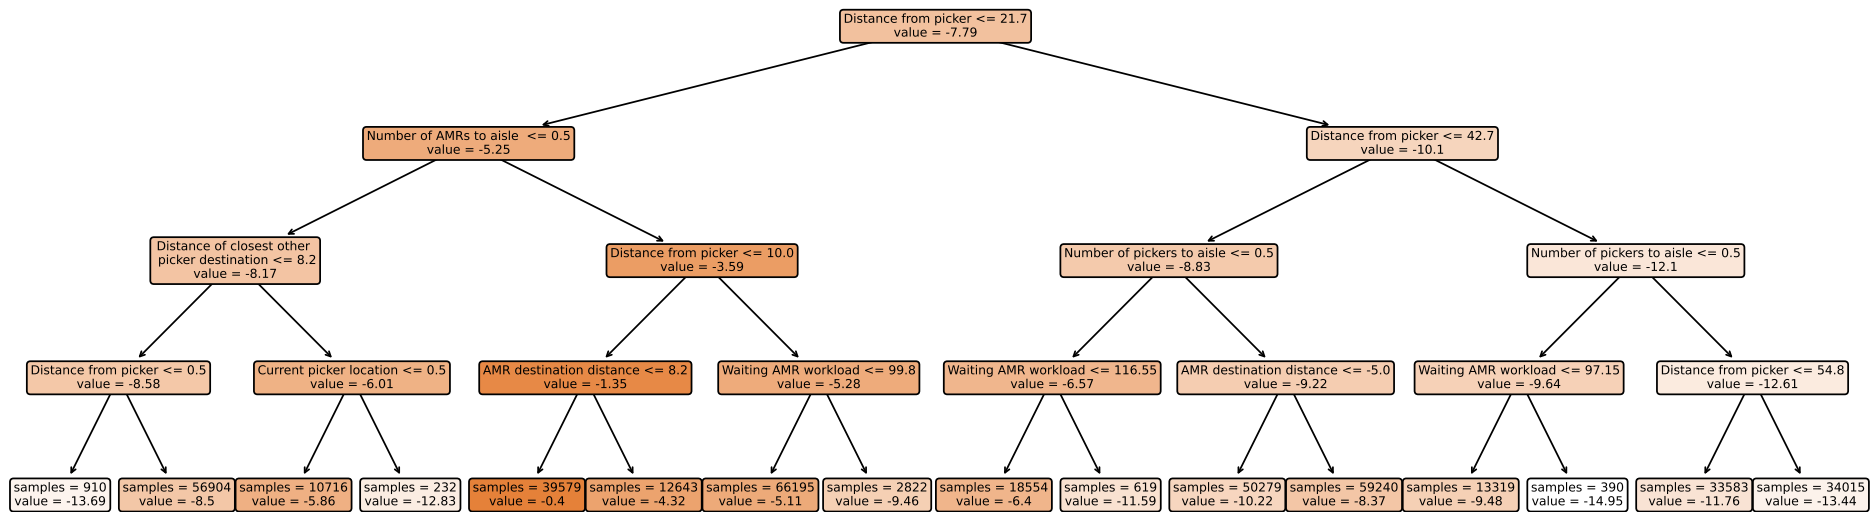 Distance from picker <= 21.7
value = -7.79
Number of AMRs to aisle  <= 0.5
value = -5.25
Distance from picker <= 42.7
value = -10.1
Distance of closest other
picker destination <= 8.2
value = -8.17
Distance from picker <= 10.0
value = -3.59
Number of pickers to aisle <= 0.5
value = -8.83
Number of pickers to aisle <= 0.5
value = -12.1
Distance from picker <= 0.5
value = -8.58
Current picker location <= 0.5
value = -6.01
AMR destination distance <= 8.2
value = -1.35
Waiting AMR workload <= 99.8
value = -5.28
Waiting AMR workload <= 116.55
value = -6.57
AMR destination distance <= -5.0
value = -9.22
Waiting AMR workload <= 97.15
value = -9.64
Distance from picker <= 54.8
value = -12.61
samples = 910
value = -13.69
samples = 56904
value = -8.5
samples = 10716
value = -5.86
samples = 232
value = -12.83
samples = 39579
value = -0.4
samples = 12643
value = -4.32
samples = 66195
value = -5.11
samples = 2822
value = -9.46
samples = 18554
value = -6.4
samples = 619
value = -11.59
samples = 50279
value = -10.22
samples = 59240
value = -8.37
samples = 13319
value = -9.48
samples = 390
value = -14.95
samples = 33583
value = -11.76
samples = 34015
value = -13.44